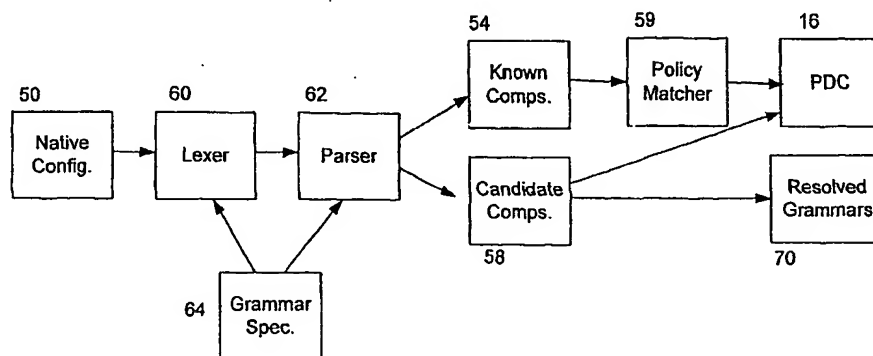 54
59
16
Known
Comps.
Policy
Matcher
PDC
50
60
62
Native
Config.
Lexer
Parser
Candidate
Comps.
Resolved
Grammars
58
70
64
Grammar
Spec.